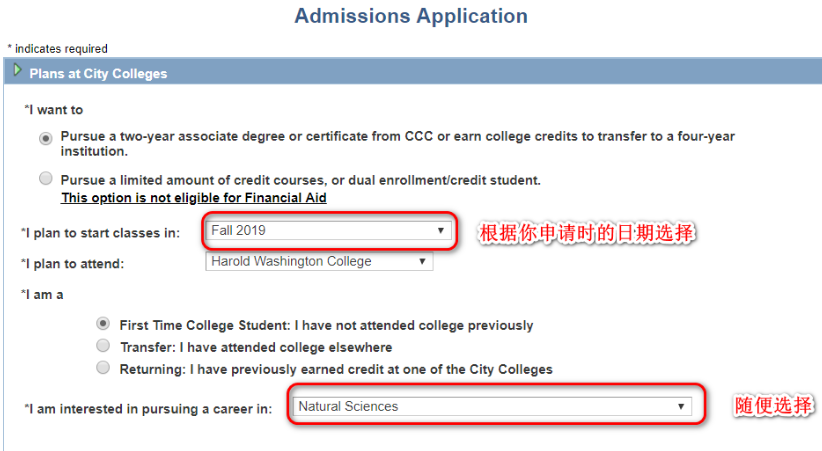 Admissions Application
* indicates required
Plans at City Colleges
*I want to
Pursue a two-year associate degree or certificate from CCC or earn college credits to transfer to a four-year
institution.
Pursue a limited amount of credit courses, or dual enrollment/credit student.
This option is not eligible for Financial Aid
*I plan to start classes in: Fall 2019 根据你申请时的日期选择
*I plan to attend: Harold Washington College
*I am a
First Time College Student: I have not attended college previously
Transfer: I have attended college elsewhere
Returning: I have previously earned credit at one of the City Colleges
*I am interested in pursuing a career in: Natural Sciences 随便选择